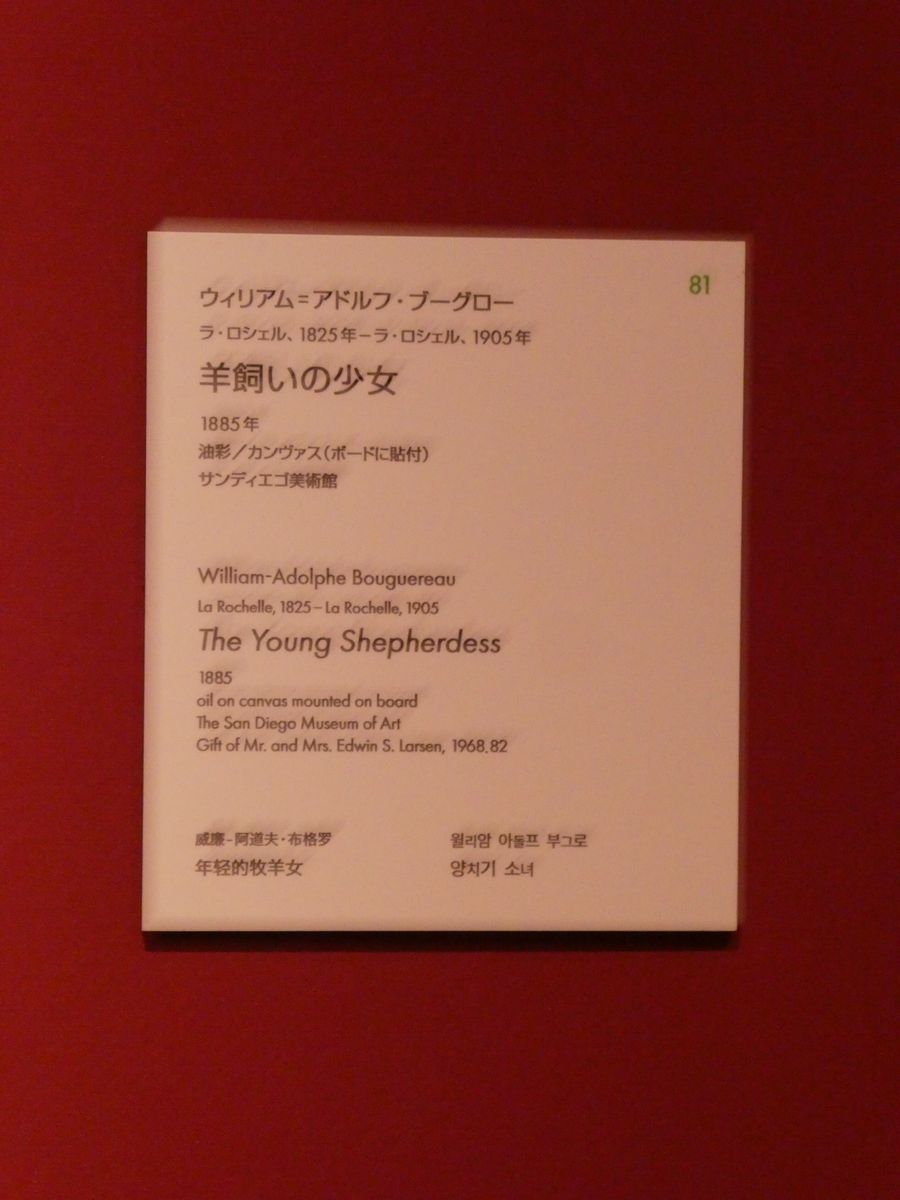 81
ウィリアム=アドルフ・ブーグロー
ラ・ロシェル、1825年－ラ・ロシェル、1905年
羊飼いの少女
1885年
油彩／カンヴァス（ボードに貼付）
サンディエゴ美術館
William-Adolphe Bouguereau
La Rochelle, 1825–La Rochelle, 1905
The Young Shepherdess
1885
oil on canvas mounted on board
The San Diego Museum of Art
Gift of Mr. and Mrs. Edwin S. Larsen, 1968.82
威廉-阿道夫・布格罗
年轻的牧羊女
윌리암 아돌프 부그로
양치기 소녀